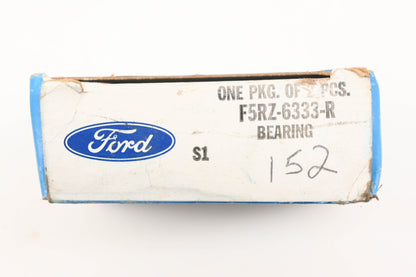 ONE PKG. OF 2 PCS.
F5RZ-6333-R
BEARING
Ford
S1
152